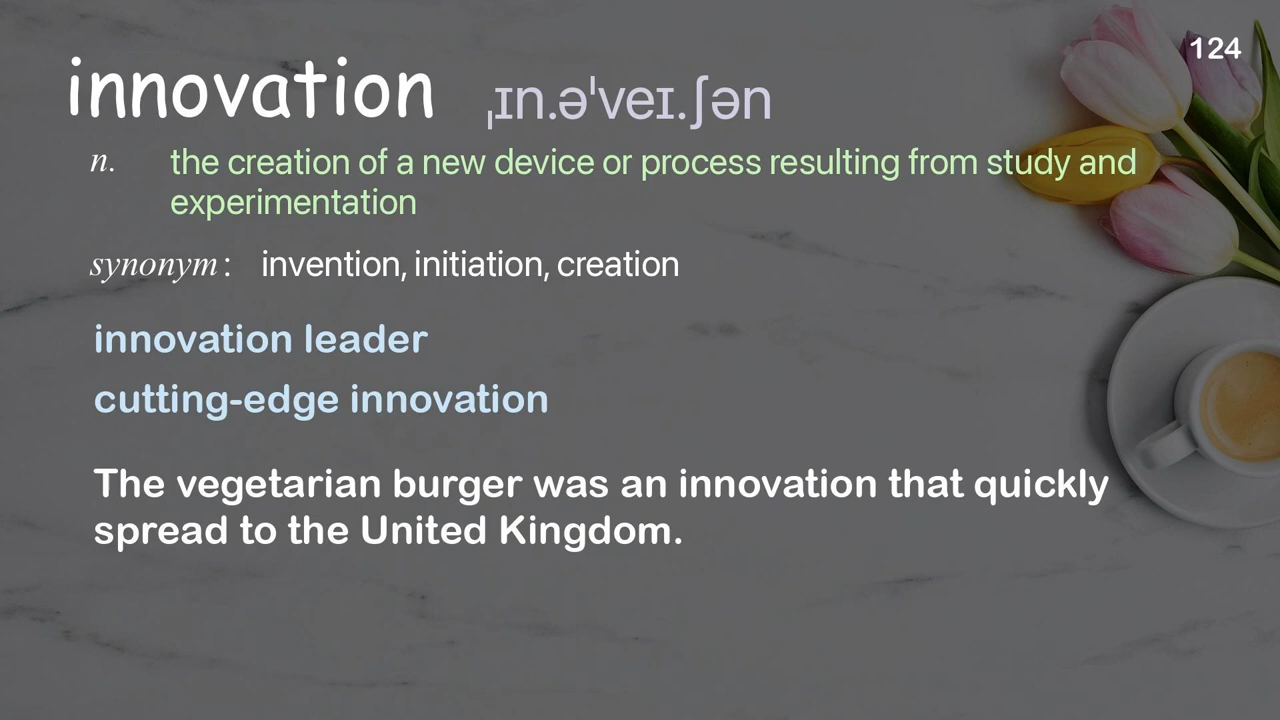 124
innovation ˌɪn.əˈveɪ.ʃən
n. the creation of a new device or process resulting from study and
experimentation
synonym : invention, initiation, creation
innovation leader
cutting-edge innovation
The vegetarian burger was an innovation that quickly
spread to the United Kingdom.